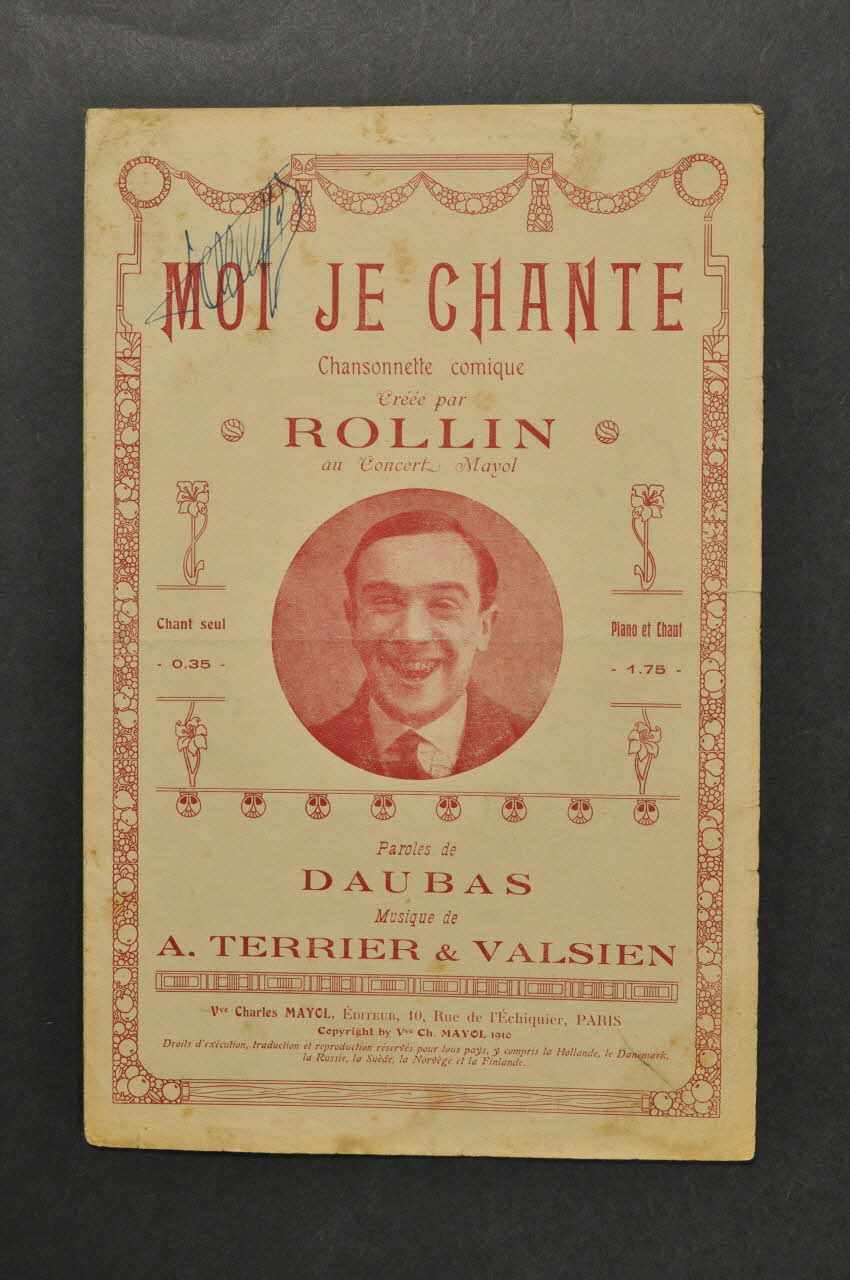 MOI JE CHANTE
Chansonnette comique
Créée par
ROLLIN
au Concert Mayol
Chant seul
- 0.35 -
Piano et Chant
- 1.75 -
Paroles de
DAUBAS
Musique de
A. TERRIER & VALSIEN
Vve Charles MAYOL, ÉDITEUR, 10, Rue de l'Échiquier, PARIS
Copyright by Vve Ch. MAYOL 1910
Droits d'exécution, traduction et reproduction réservés pour tous pays, y compris la Hollande, le Danemark,
la Russie, la Suède, la Norvège et la Finlande.